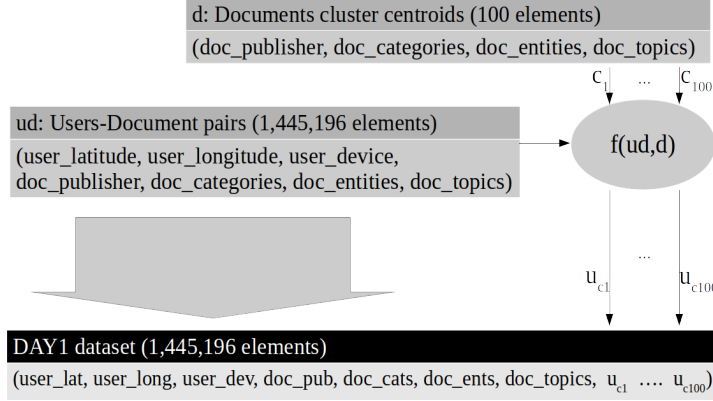 d: Documents cluster centroids (100 elements)
(doc_publisher, doc_categories, doc_entities, doc_topics)
c1 ... c100
ud: Users-Document pairs (1,445,196 elements)
(user_latitude, user_longitude, user_device,
doc_publisher, doc_categories, doc_entities, doc_topics)
f(ud,d)
...
uc1 uc100
DAY1 dataset (1,445,196 elements)
(user_lat, user_long, user_dev, doc_pub, doc_cats, doc_ents, doc_topics, uc1 .... uc100)